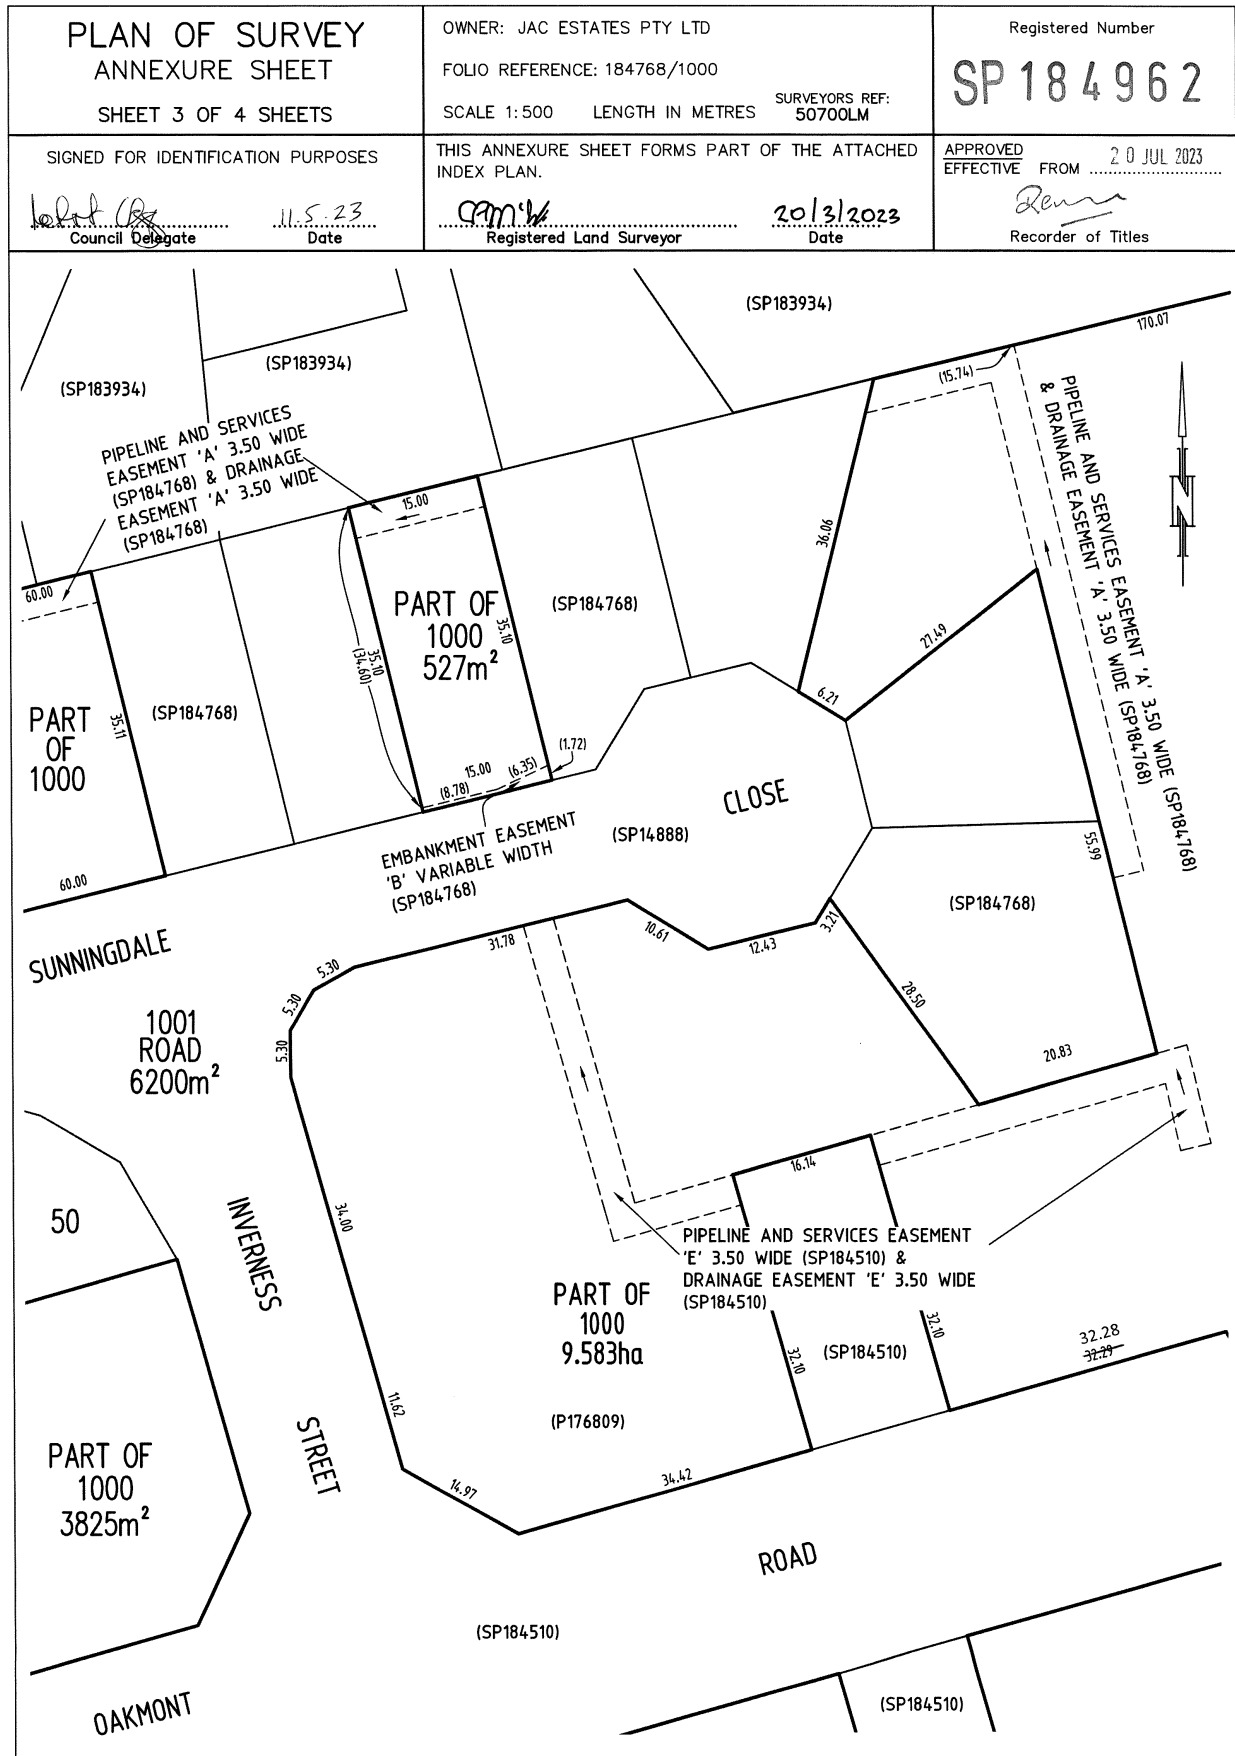 PLAN OF SURVEY
ANNEXURE SHEET
SHEET 3 OF 4 SHEETS
OWNER: JAC ESTATES PTY LTD
FOLIO REFERENCE: 184768/1000
SCALE 1:500 LENGTH IN METRES
SURVEYORS REF:
50700LM
Registered Number
SP184962
SIGNED FOR IDENTIFICATION PURPOSES
11.5.23
Council Delegate Date
THIS ANNEXURE SHEET FORMS PART OF THE ATTACHED
INDEX PLAN.
20/3/2023
Registered Land Surveyor Date
APPROVED
EFFECTIVE FROM 20 JUL 2023
Recorder of Titles
(SP183934)
170.07
(SP183934)
(SP183934)
(15.74)
PIPELINE AND SERVICES
EASEMENT 'A' 3.50 WIDE
(SP184768) & DRAINAGE
EASEMENT 'A' 3.50 WIDE
(SP184768)
PIPELINE AND SERVICES EASEMENT 'A' 3.50 WIDE (SP184768)
& DRAINAGE EASEMENT 'A' 3.50 WIDE (SP184768)
N
15.00
36.06
60.00
PART OF
1000
527m²
35.10
(SP184768)
35.10
(34.60)
27.49
PART
OF
1000
35.11
(SP184768)
6.21
15.00
(8.78)
(6.35)
(1.72)
CLOSE
(SP14888)
EMBANKMENT EASEMENT
'B' VARIABLE WIDTH
(SP184768)
55.99
60.00
(SP184768)
SUNNINGDALE
31.78
10.61
12.43
3.21
5.30
5.30
5.30
28.50
20.83
1001
ROAD
6200m²
16.14
50
INVERNESS
34.00
PIPELINE AND SERVICES EASEMENT
'E' 3.50 WIDE (SP184510) &
DRAINAGE EASEMENT 'E' 3.50 WIDE
(SP184510)
PART OF
1000
9.583ha
32.10
32.10
(SP184510)
32.28
32.29
(P176809)
11.62
STREET
PART OF
1000
3825m²
14.97
34.42
ROAD
(SP184510)
(SP184510)
OAKMONT